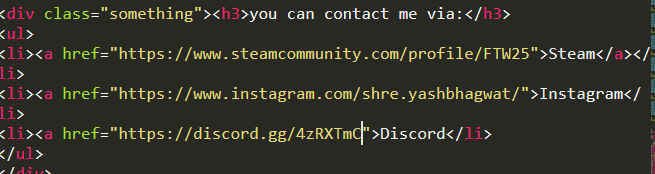 <div class="something"><h3>you can contact me via:</h3>
<ul>
<li><a href="https://www.steamcommunity.com/profile/FTW25">Steam</a></
li>
<li><a href="https://www.instagram.com/shre.yashbhagwat/">Instagram</
li>
<li><a href="https://discord.gg/4zRXTmC">Discord</li>
</ul>
</div>